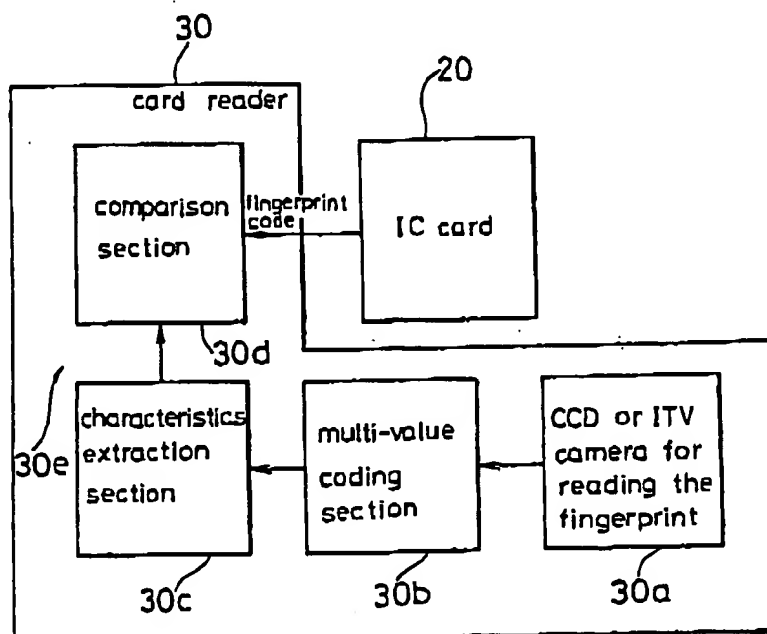 30
card reader
20
comparison
section
fingerprint
code
IC card
30d
characteristics
extraction
section
30e
multi-value
coding
section
CCD or ITV
camera for
reading the
fingerprint
30c
30b
30a